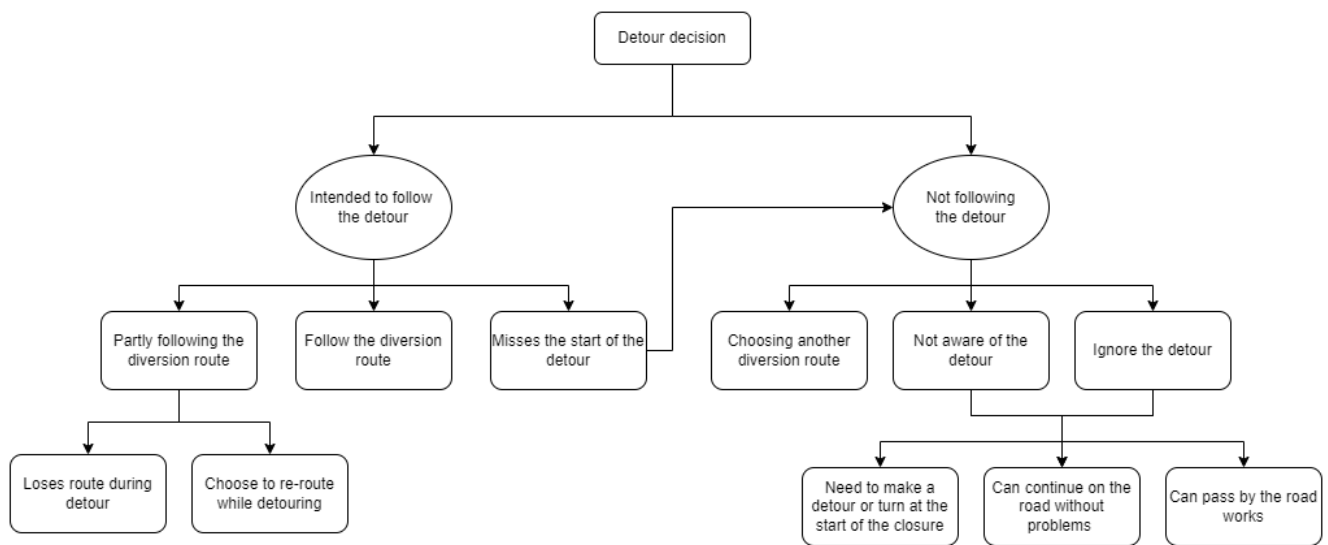 Detour decision
Intended to follow
the detour
Not following
the detour
Partly following the
diversion route
Follow the diversion
route
Misses the start of the
detour
Choosing another
diversion route
Not aware of the
detour
Ignore the detour
Loses route during
detour
Choose to re-route
while detouring
Need to make a
detour or turn at the
start of the closure
Can continue on the
road without
problems
Can pass by the road
works